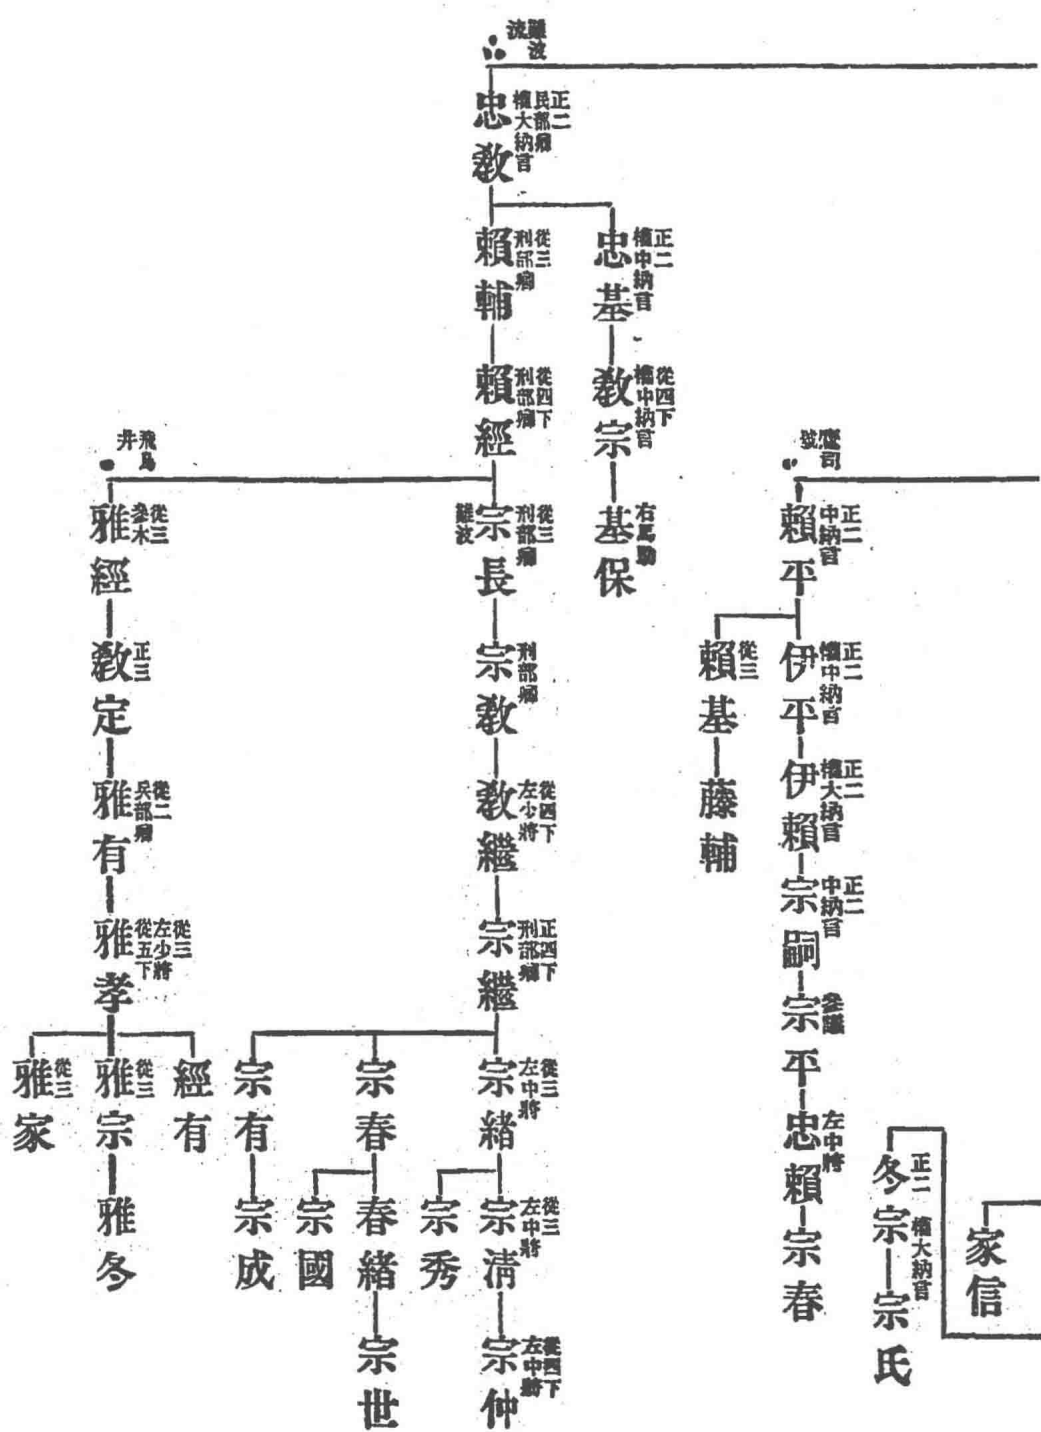 家信
正二 權大納言
冬宗
宗氏
鷹司
號
正二
中納言
賴平
正二
權中納言
伊平
正二
權大納言
伊賴
正二
中納言
宗嗣
參議
宗平
左中將
忠賴
宗春
從三
賴基
藤輔
難波
流
正二
民部卿
權大納言
忠敎
正二
權中納言
忠基
從四下
權中納言
敎宗
右馬助
基保
從三
刑部卿
賴輔
從四下
刑部卿
賴經
從三
刑部卿
宗長
難波
刑部卿
宗敎
從四下
左少將
敎繼
正四下
刑部卿
宗繼
從三
左中將
宗緖
從三
左中將
宗淸
從四下
左中將
宗仲
宗秀
宗春
春緖
宗世
宗國
宗有
宗成
飛鳥
井
從三
參木
雅經
正三
敎定
從二
兵部卿
雅有
從三
左少將
從五下
雅孝
經有
從三
雅宗
雅冬
從三
雅家